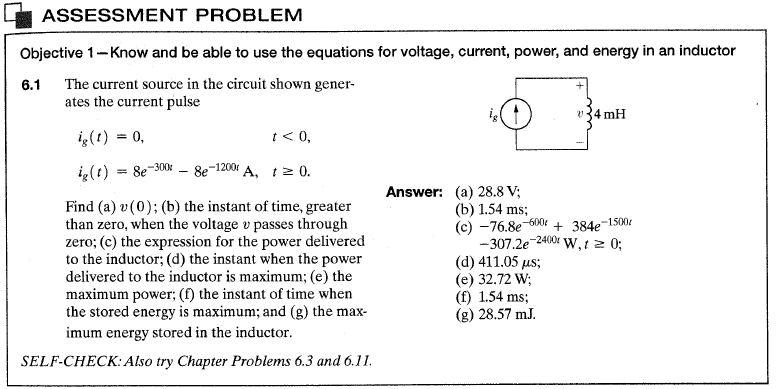 ASSESSMENT PROBLEM
Objective 1—Know and be able to use the equations for voltage, current, power, and energy in an inductor
6.1 The current source in the circuit shown gener-
ates the current pulse
i_g(t) = 0, t < 0,
i_g(t) = 8e^{-300t} − 8e^{-1200t} A, t ≥ 0.
Find (a) v(0); (b) the instant of time, greater
than zero, when the voltage v passes through
zero; (c) the expression for the power delivered
to the inductor; (d) the instant when the power
delivered to the inductor is maximum; (e) the
maximum power; (f) the instant of time when
the stored energy is maximum; and (g) the max-
imum energy stored in the inductor.
i_g
+
v
4 mH
−
Answer: (a) 28.8 V;
(b) 1.54 ms;
(c) −76.8e^{-600t} + 384e^{-1500t}
−307.2e^{-2400t} W, t ≥ 0;
(d) 411.05 μs;
(e) 32.72 W;
(f) 1.54 ms;
(g) 28.57 mJ.
SELF-CHECK: Also try Chapter Problems 6.3 and 6.11.